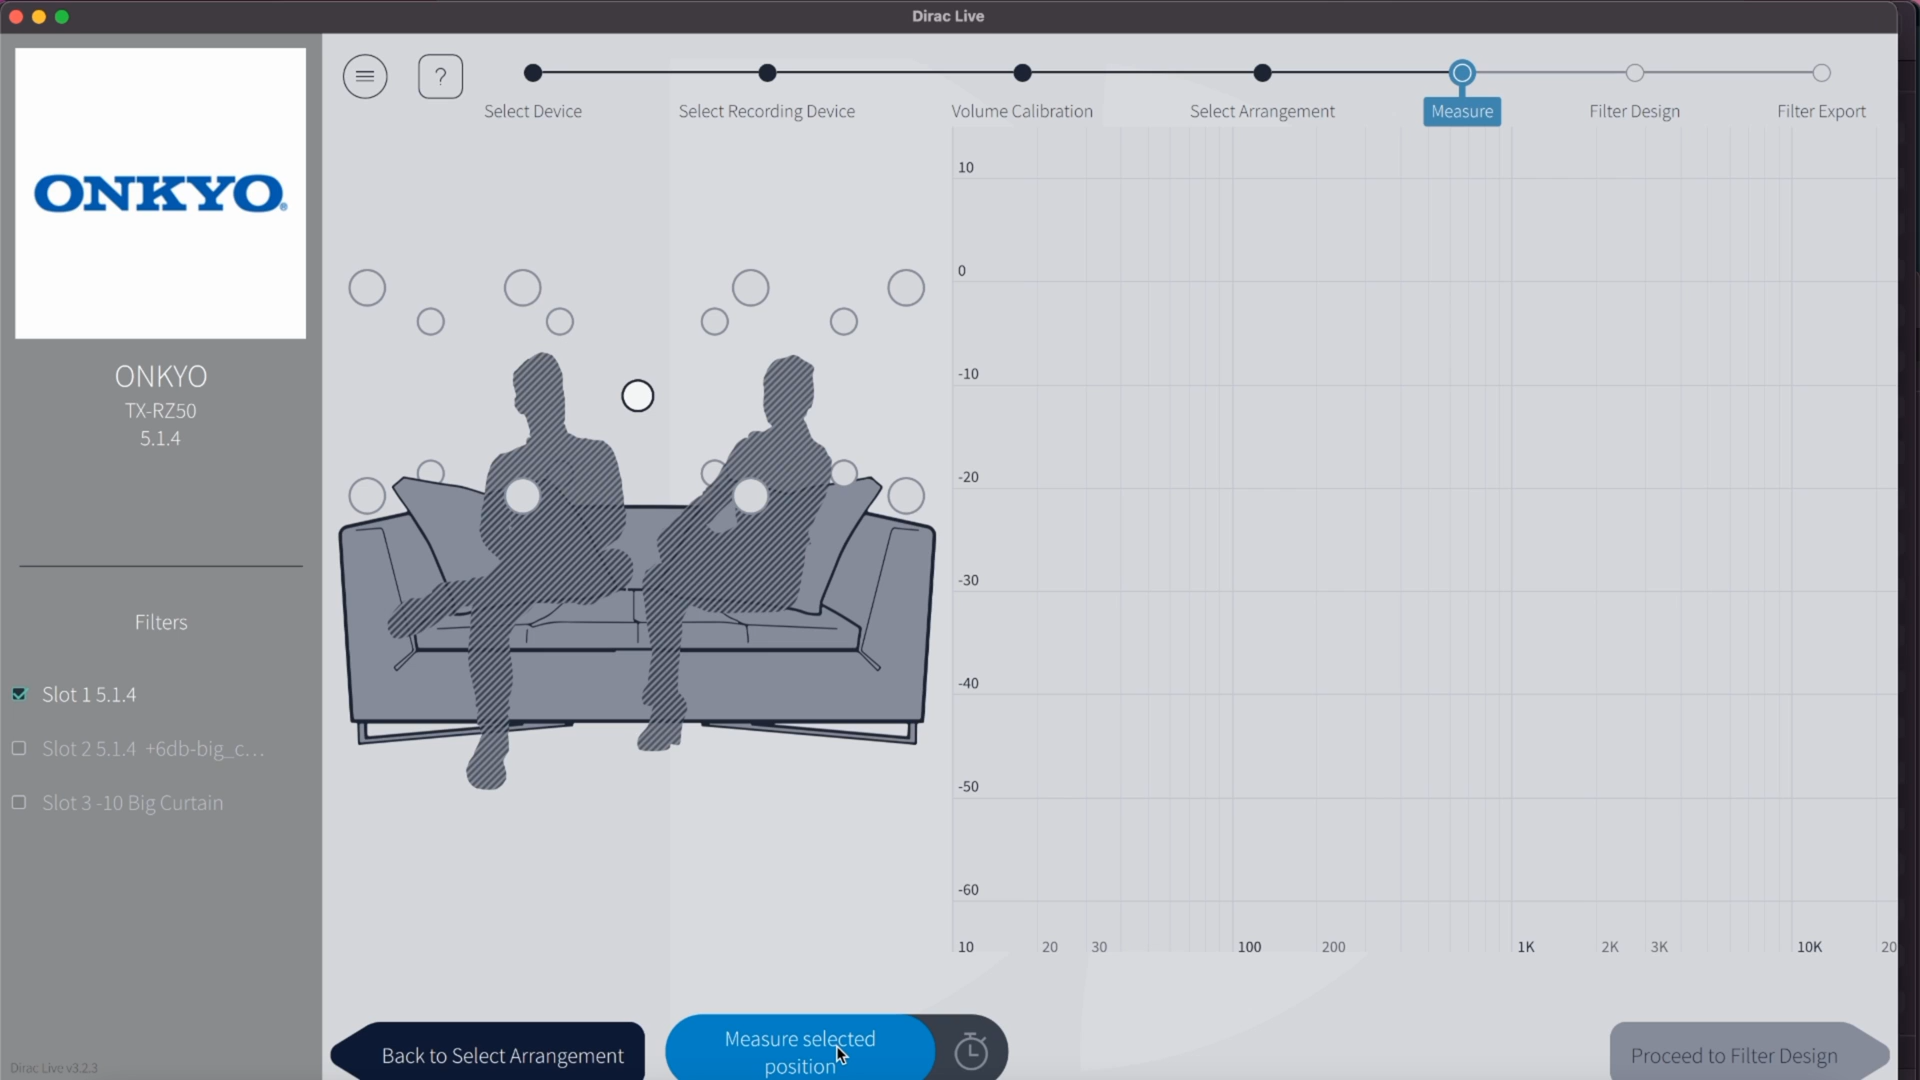 Dirac Live
ONKYO®
ONKYO
TX-RZ50
5.1.4
Filters
Slot 1 5.1.4
Slot 2 5.1.4 +6db-big_c...
Slot 3 -10 Big Curtain
Dirac Live v3.2.3
?
Select Device
Select Recording Device
Volume Calibration
Select Arrangement
Measure
Filter Design
Filter Export
10
0
-10
-20
-30
-40
-50
-60
10 20 30 100 200 1K 2K 3K 10K 20
Back to Select Arrangement
Measure selected
position
Proceed to Filter Design